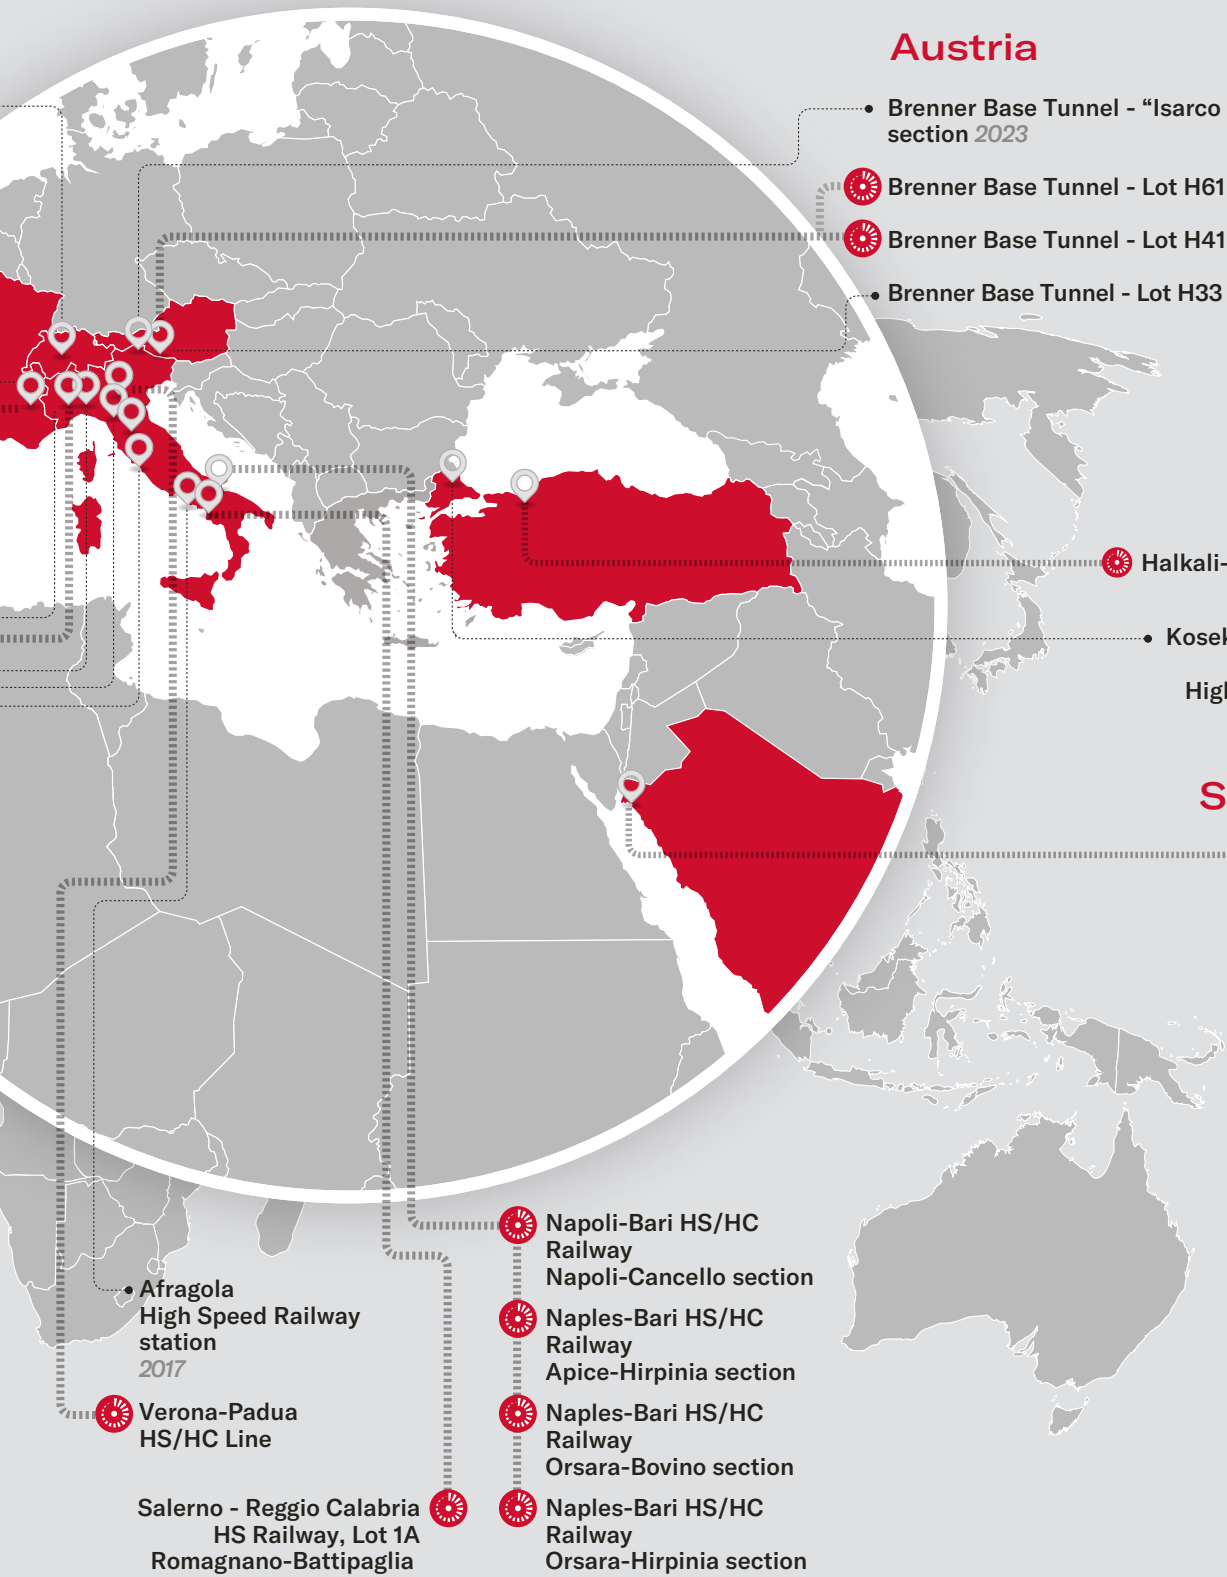 Austria
Brenner Base Tunnel - “Isarco
section 2023
Brenner Base Tunnel - Lot H61
Brenner Base Tunnel - Lot H41
Brenner Base Tunnel - Lot H33
Halkali-
Kosek
High
S
Napoli-Bari HS/HC
Railway
Napoli-Cancello section
Naples-Bari HS/HC
Railway
Apice-Hirpinia section
Naples-Bari HS/HC
Railway
Orsara-Bovino section
Naples-Bari HS/HC
Railway
Orsara-Hirpinia section
Afragola
High Speed Railway
station
2017
Verona-Padua
HS/HC Line
Salerno - Reggio Calabria
HS Railway, Lot 1A
Romagnano-Battipaglia